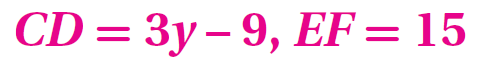 CD = 3y – 9, EF = 15